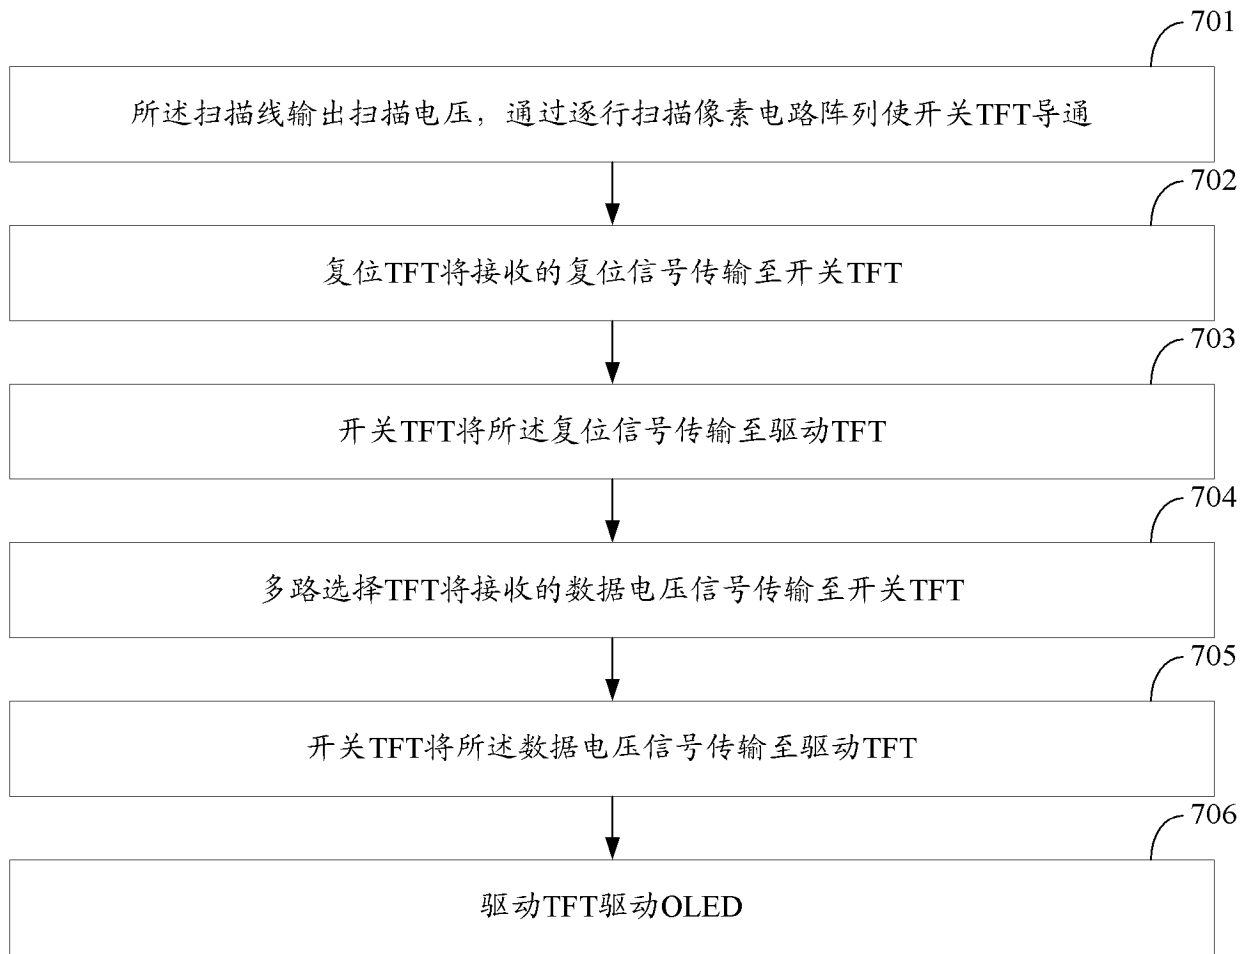 701
所述扫描线输出扫描电压，通过逐行扫描像素电路阵列使开关TFT导通
702
复位TFT将接收的复位信号传输至开关TFT
703
开关TFT将所述复位信号传输至驱动TFT
704
多路选择TFT将接收的数据电压信号传输至开关TFT
705
开关TFT将所述数据电压信号传输至驱动TFT
706
驱动TFT驱动OLED